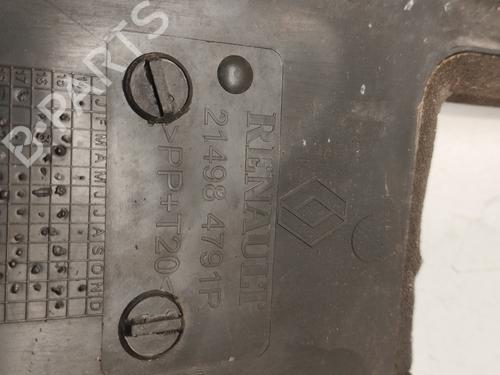 RENAULT
21498 4791P
>PP+T20<
J F M A M J J A S O N D
B-PARTS